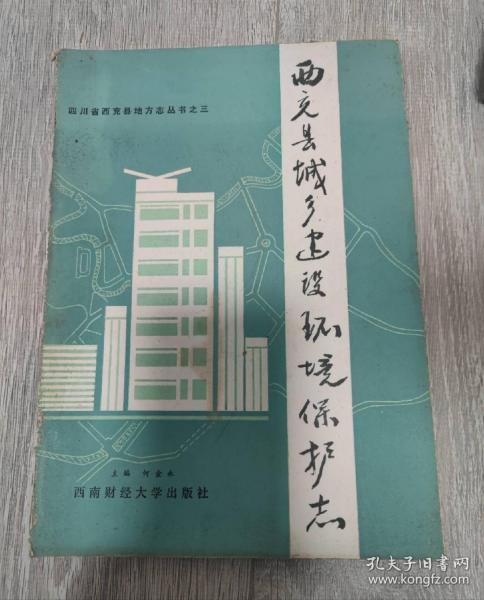 四川省西充县地方志丛书之三
西充县城乡建设环境保护志
主编 何金永
西南财经大学出版社
孔夫子旧书网
www.kongfz.com